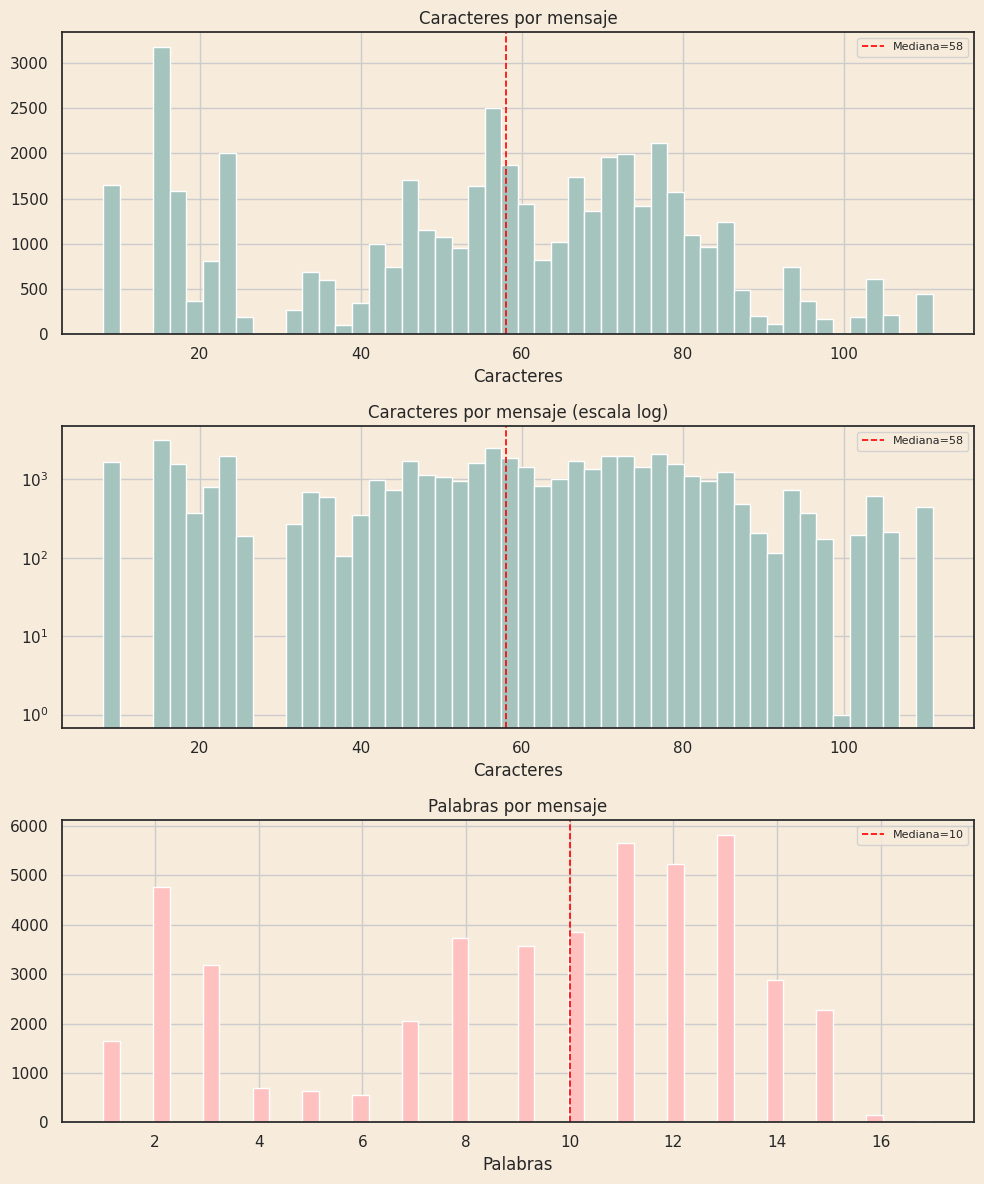 Caracteres por mensaje
Mediana=58
3000
2500
2000
1500
1000
500
0
20 40 60 80 100
Caracteres
Caracteres por mensaje (escala log)
Mediana=58
10³
10²
10¹
10⁰
20 40 60 80 100
Caracteres
Palabras por mensaje
Mediana=10
6000
5000
4000
3000
2000
1000
0
2 4 6 8 10 12 14 16
Palabras